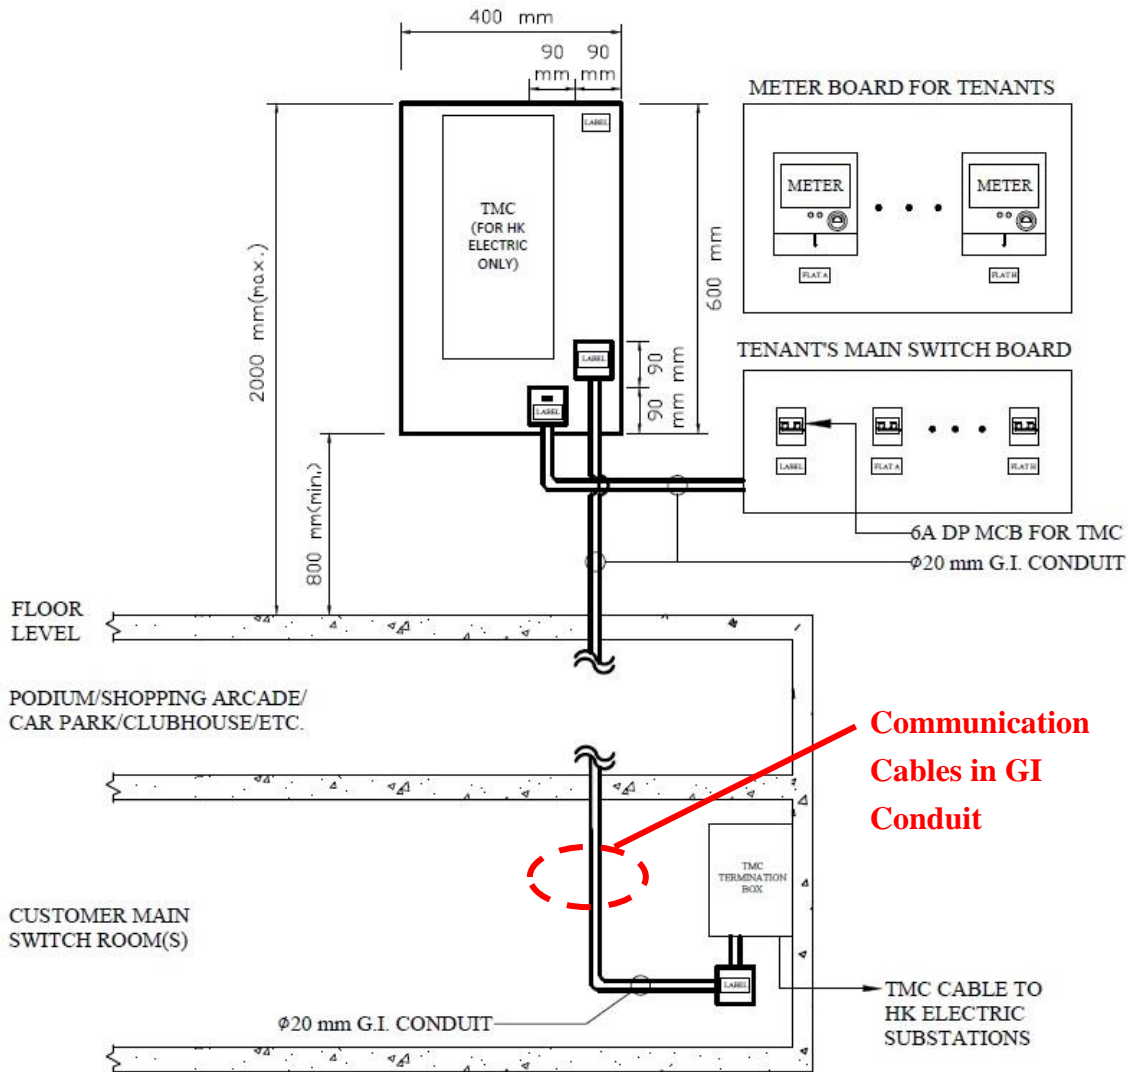 400 mm
90
mm
90
mm
METER BOARD FOR TENANTS
LABEL
METER
METER
TMC
(FOR HK
ELECTRIC
ONLY)
2000 mm(max.)
600 mm
FLAT A
FLAT H
TENANT'S MAIN SWITCH BOARD
LABEL
90
mm
LABEL
90
mm
LABEL
FLAT A
FLAT H
800 mm(min.)
6A DP MCB FOR TMC
ϕ20 mm G.I. CONDUIT
FLOOR
LEVEL
PODIUM/SHOPPING ARCADE/
CAR PARK/CLUBHOUSE/ETC.
Communication
Cables in GI
Conduit
TMC
TERMINATION
BOX
CUSTOMER MAIN
SWITCH ROOM(S)
LABEL
TMC CABLE TO
HK ELECTRIC
SUBSTATIONS
ϕ20 mm G.I. CONDUIT